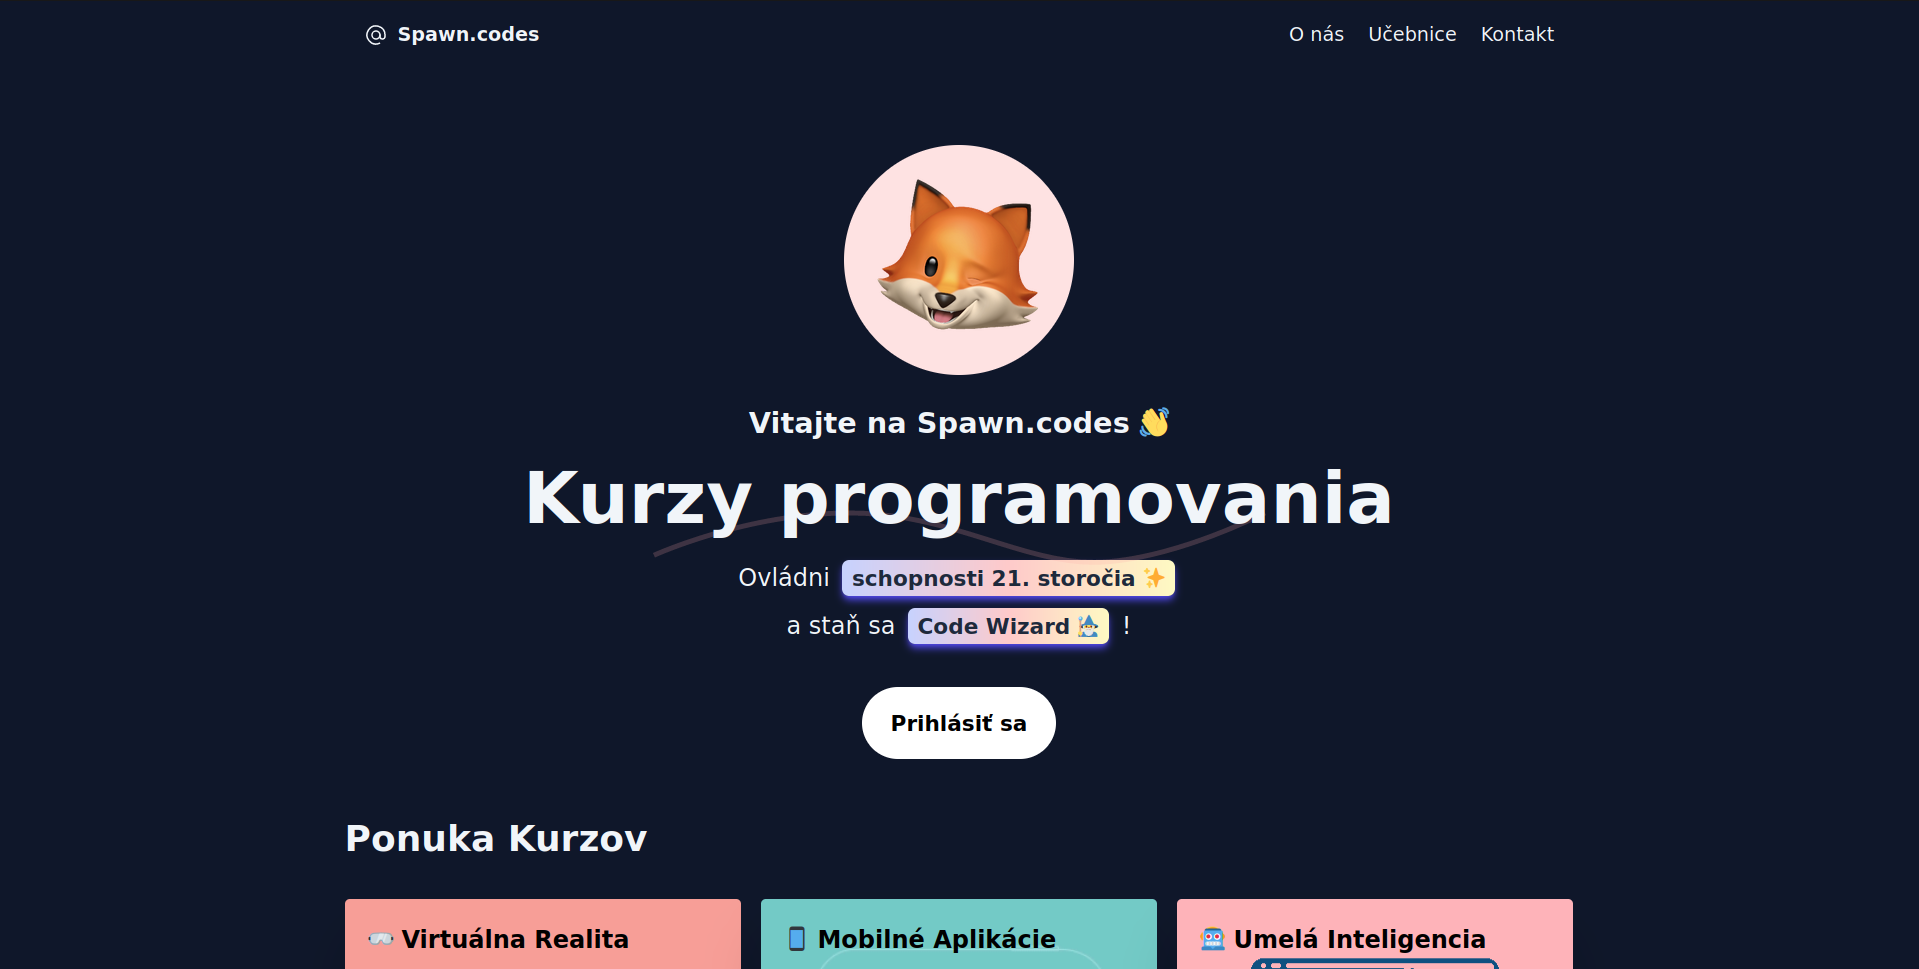 Spawn.codes
O nás Učebnice Kontakt
Vitajte na Spawn.codes 👋
Kurzy programovania
Ovládni schopnosti 21. storočia ✨
a staň sa Code Wizard 🧙‍♂️ !
Prihlásiť sa
Ponuka Kurzov
🥽 Virtuálna Realita
📱 Mobilné Aplikácie
🤖 Umelá Inteligencia